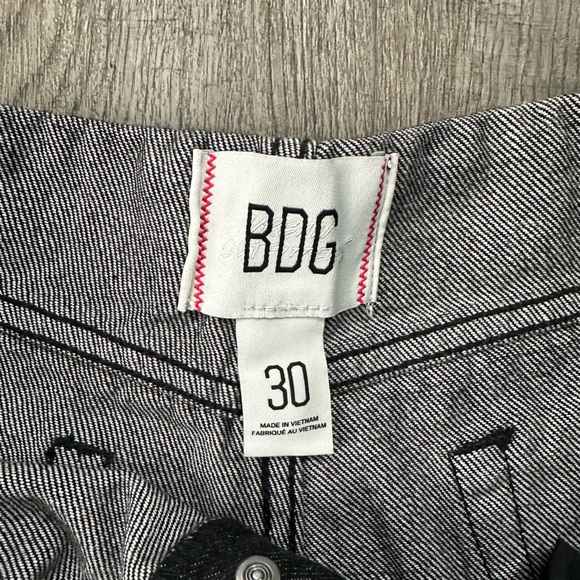 BDG
30
MADE IN VIETNAM
FABRIQUÉ AU VIETNAM